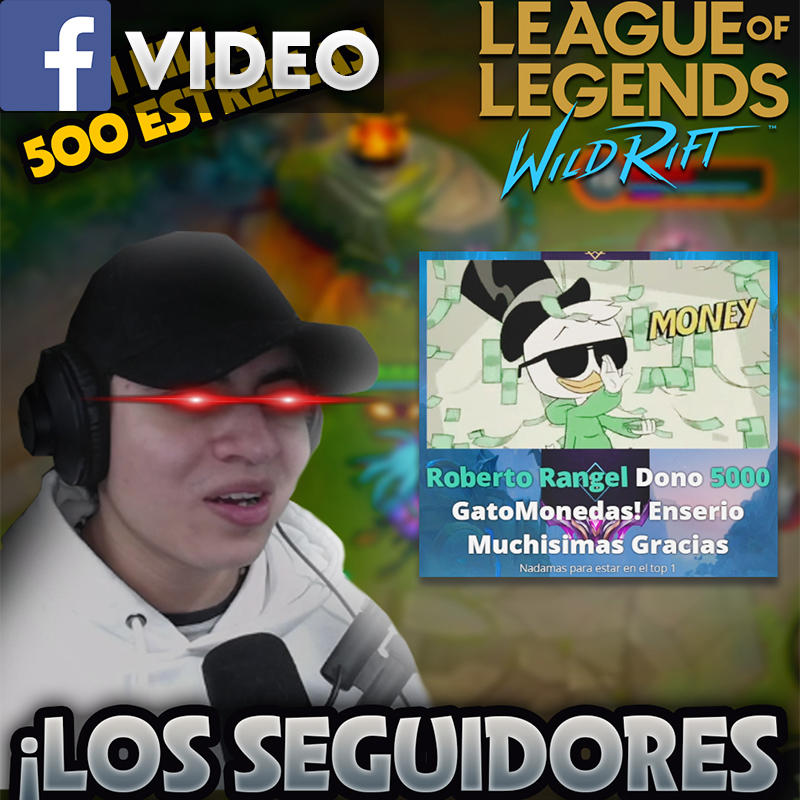 f VIDEO
500 ESTRELLAS
LEAGUE OF
LEGENDS
WILD RIFT™
MONEY
Roberto Rangel Dono 5000
GatoMonedas! Enserio
Muchisimas Gracias
Nadamas para estar en el top 1
¡LOS SEGUIDORES